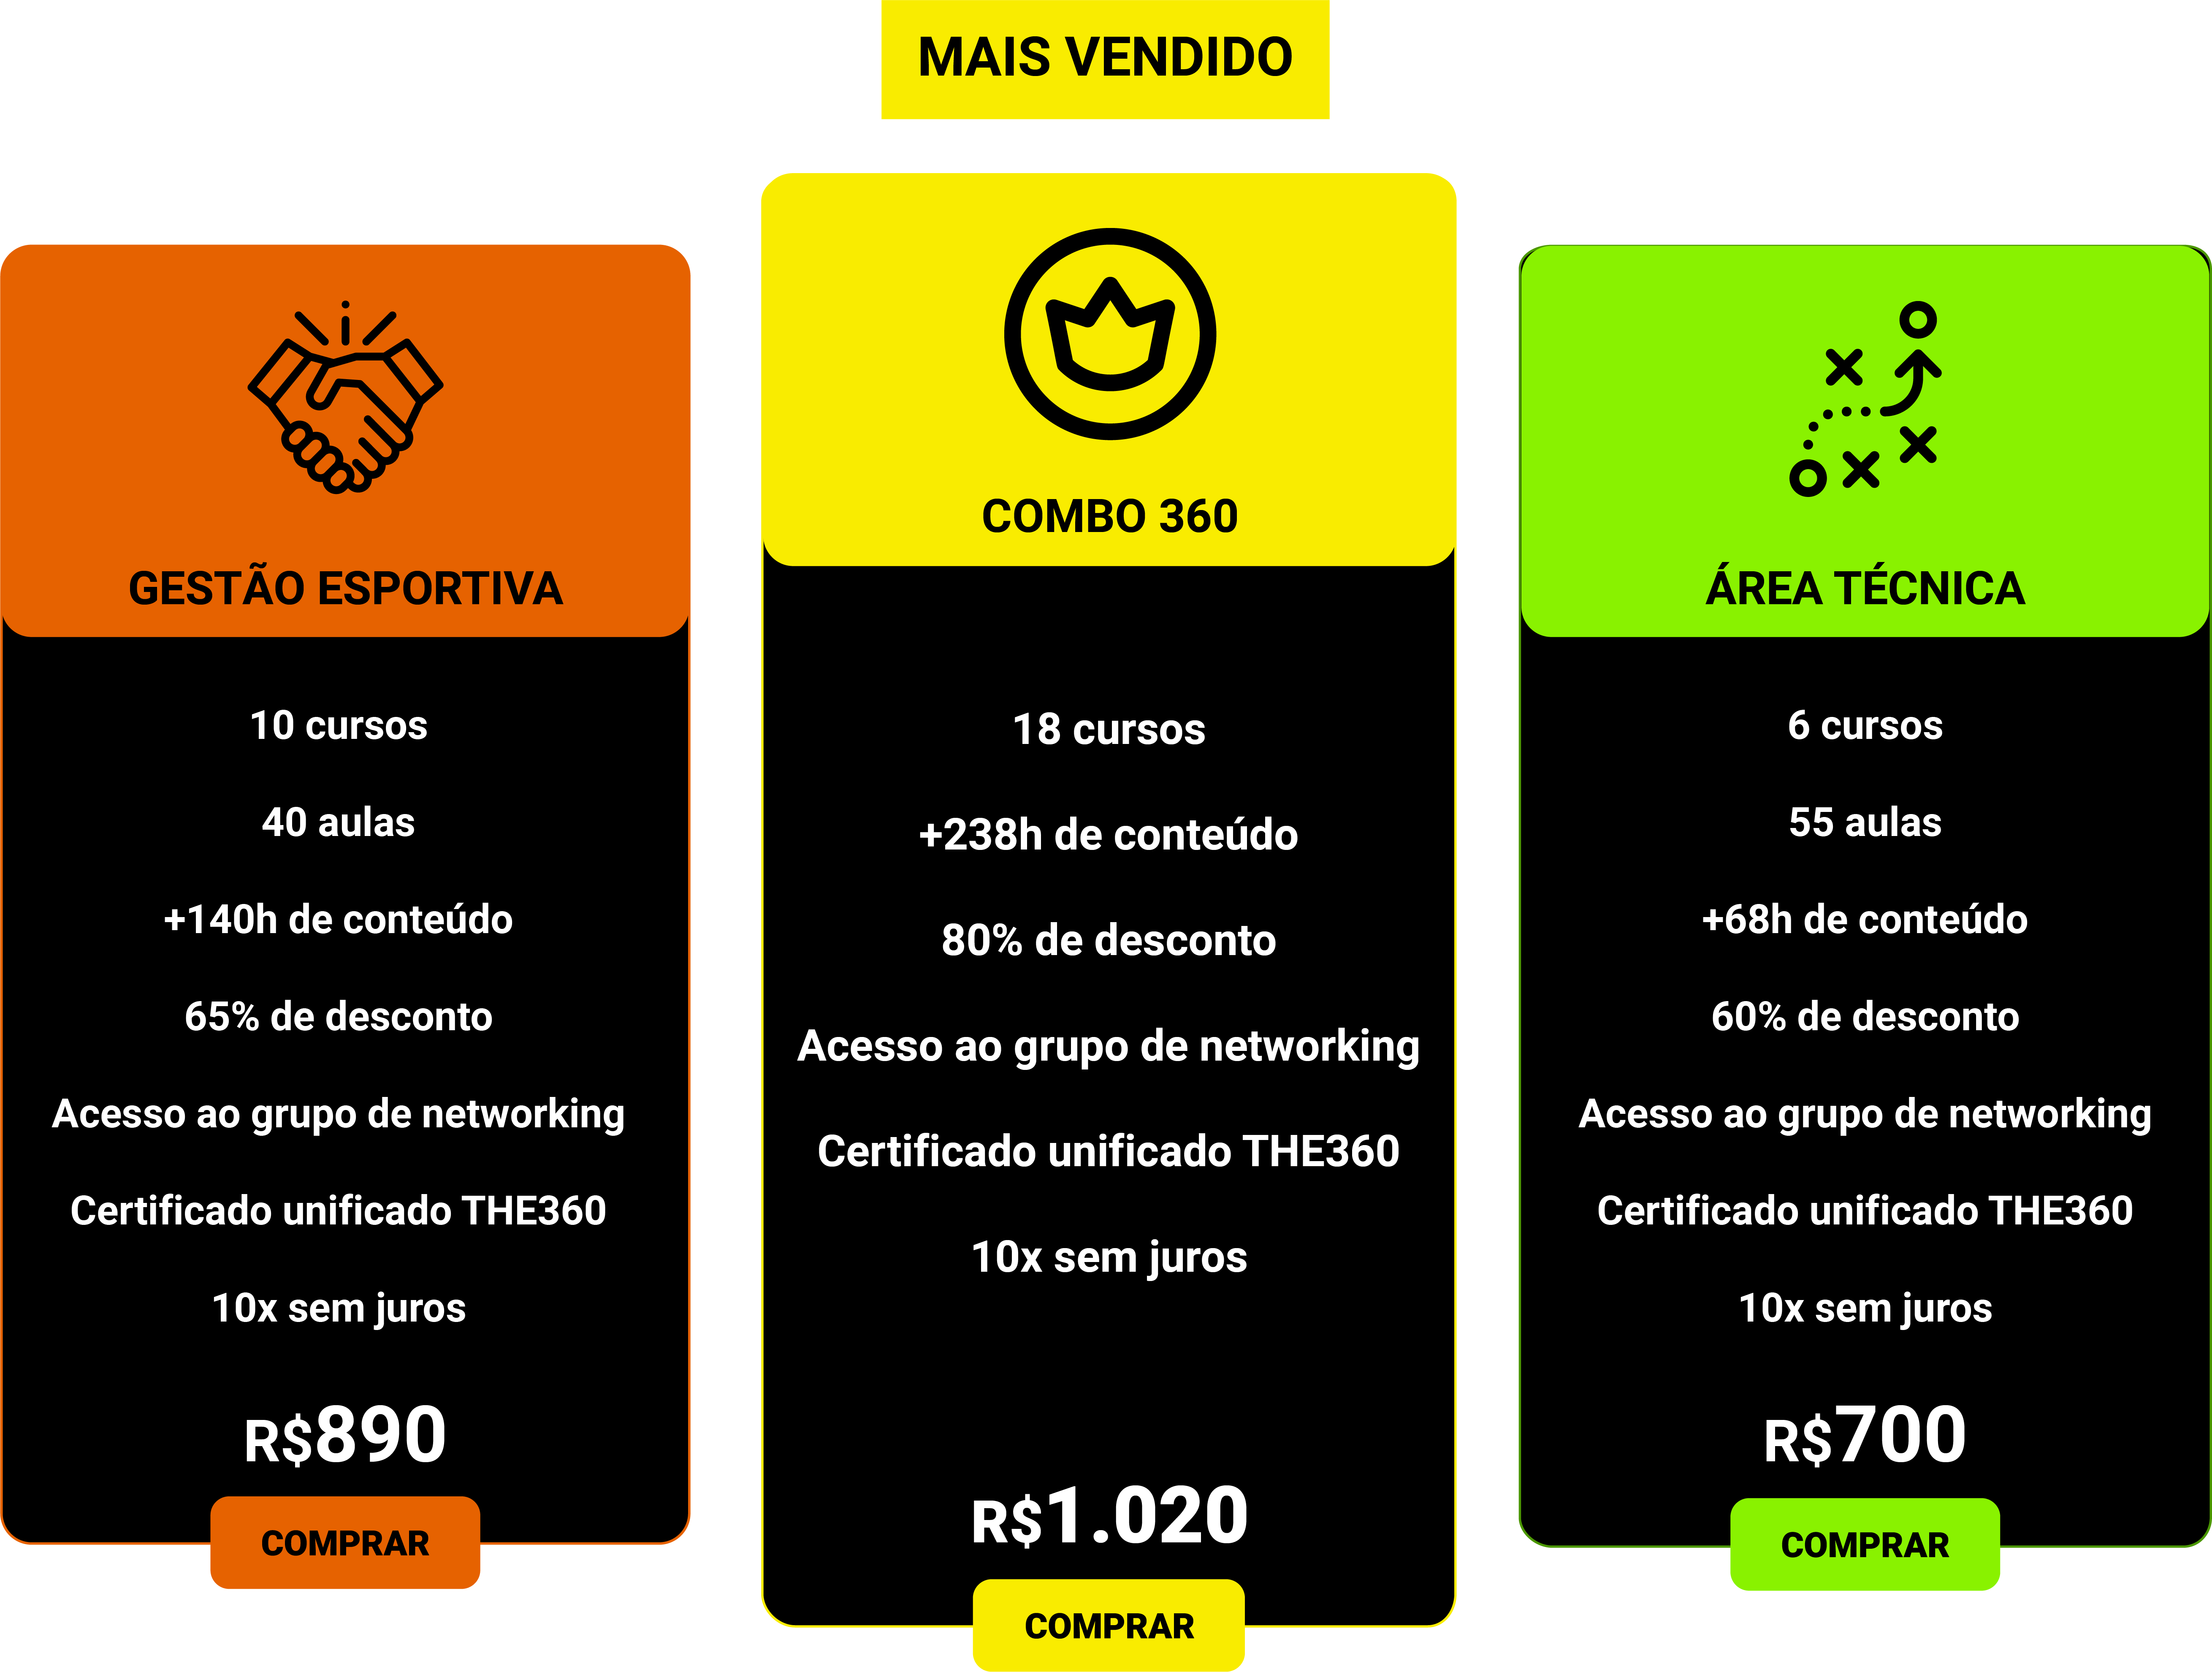 MAIS VENDIDO
GESTÃO ESPORTIVA
10 cursos
40 aulas
+140h de conteúdo
65% de desconto
Acesso ao grupo de networking
Certificado unificado THE360
10x sem juros
R$890
COMPRAR
COMBO 360
18 cursos
+238h de conteúdo
80% de desconto
Acesso ao grupo de networking
Certificado unificado THE360
10x sem juros
R$1.020
COMPRAR
ÁREA TÉCNICA
6 cursos
55 aulas
+68h de conteúdo
60% de desconto
Acesso ao grupo de networking
Certificado unificado THE360
10x sem juros
R$700
COMPRAR